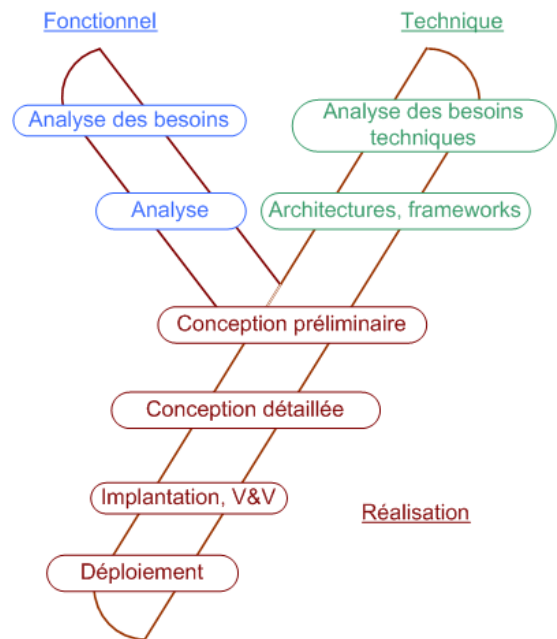 Fonctionnel
Technique
Analyse des besoins
Analyse des besoins
techniques
Analyse
Architectures, frameworks
Conception préliminaire
Conception détaillée
Implantation, V&V
Réalisation
Déploiement